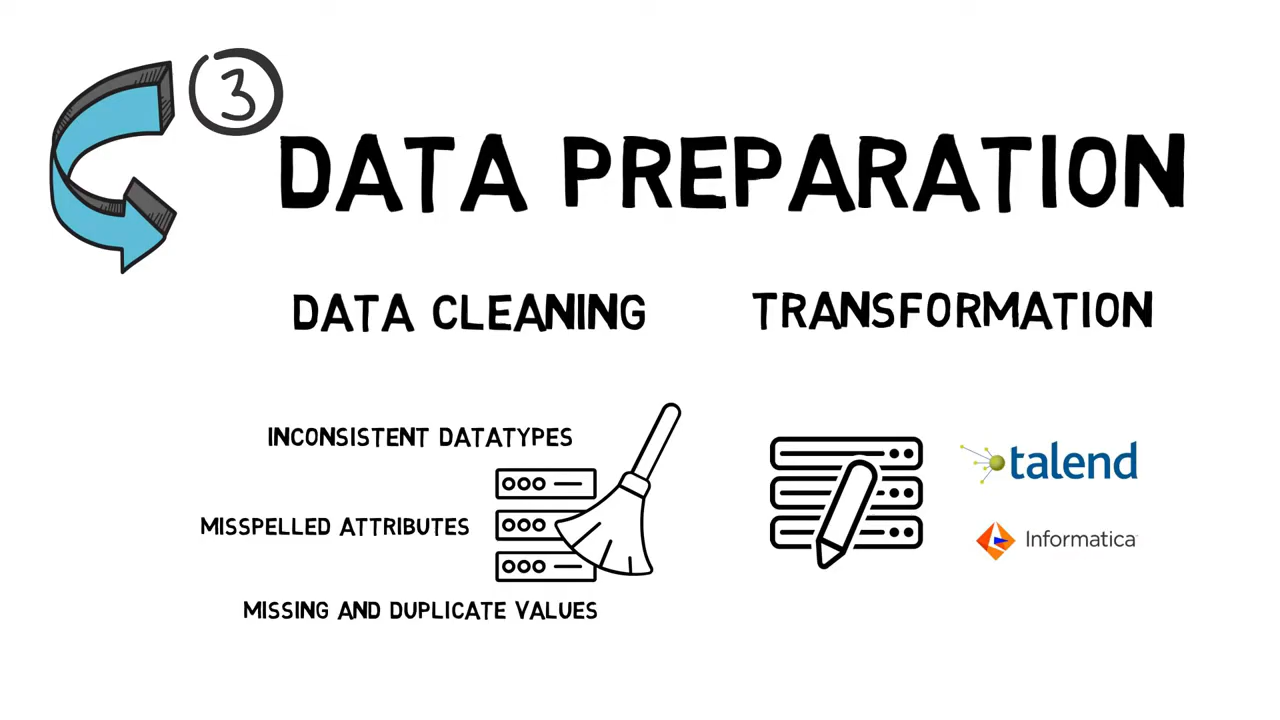 3
DATA PREPARATION
DATA CLEANING
TRANSFORMATION
INCONSISTENT DATATYPES
MISSPELLED ATTRIBUTES
MISSING AND DUPLICATE VALUES
talend
Informatica